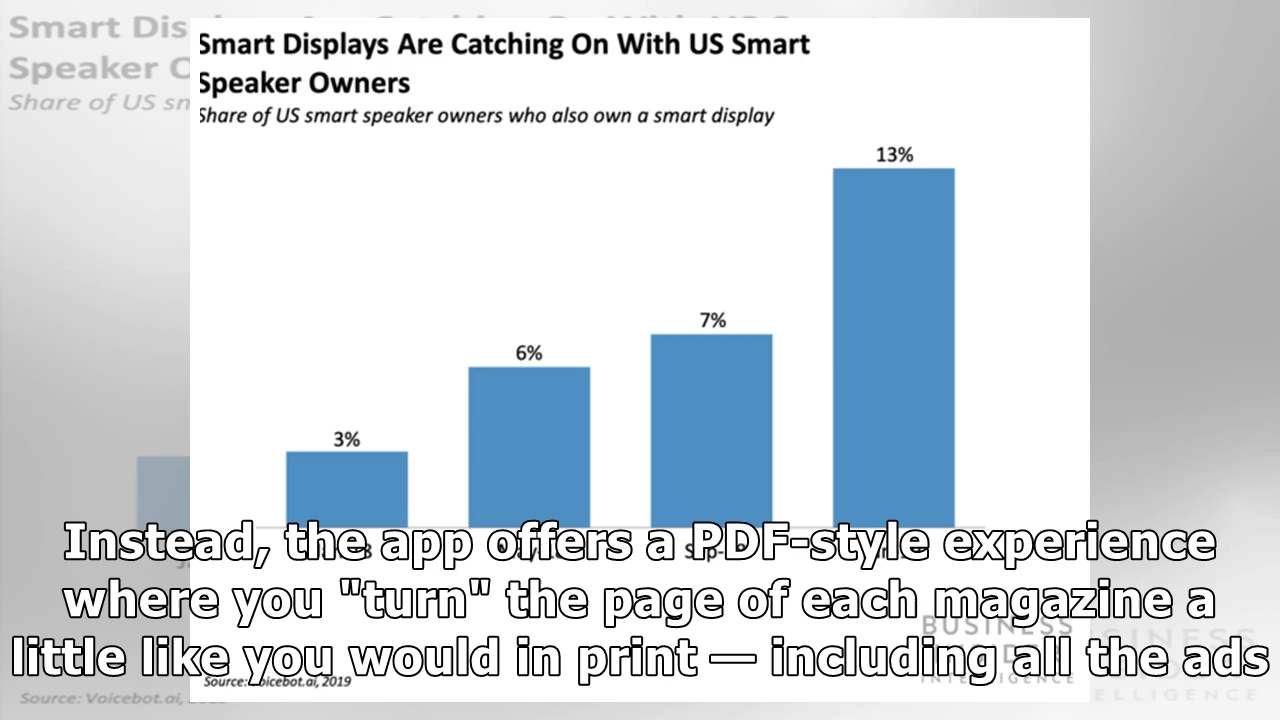 Smart Displays Are Catching On With US Smart
Speaker Owners
Share of US smart speaker owners who also own a smart display
13%
7%
6%
3%
Instead, the app offers a PDF-style experience
where you "turn" the page of each magazine a
little like you would in print — including all the ads
BUSINESS
Source: Voicebot.ai, 2019